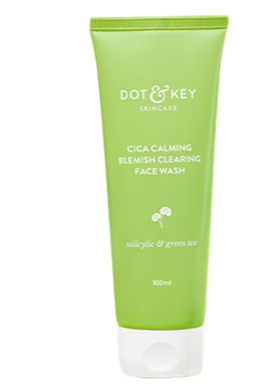 DOT & KEY
SKINCARE
CICA CALMING
BLEMISH CLEARING
FACE WASH
salicylic & green tea
100ml